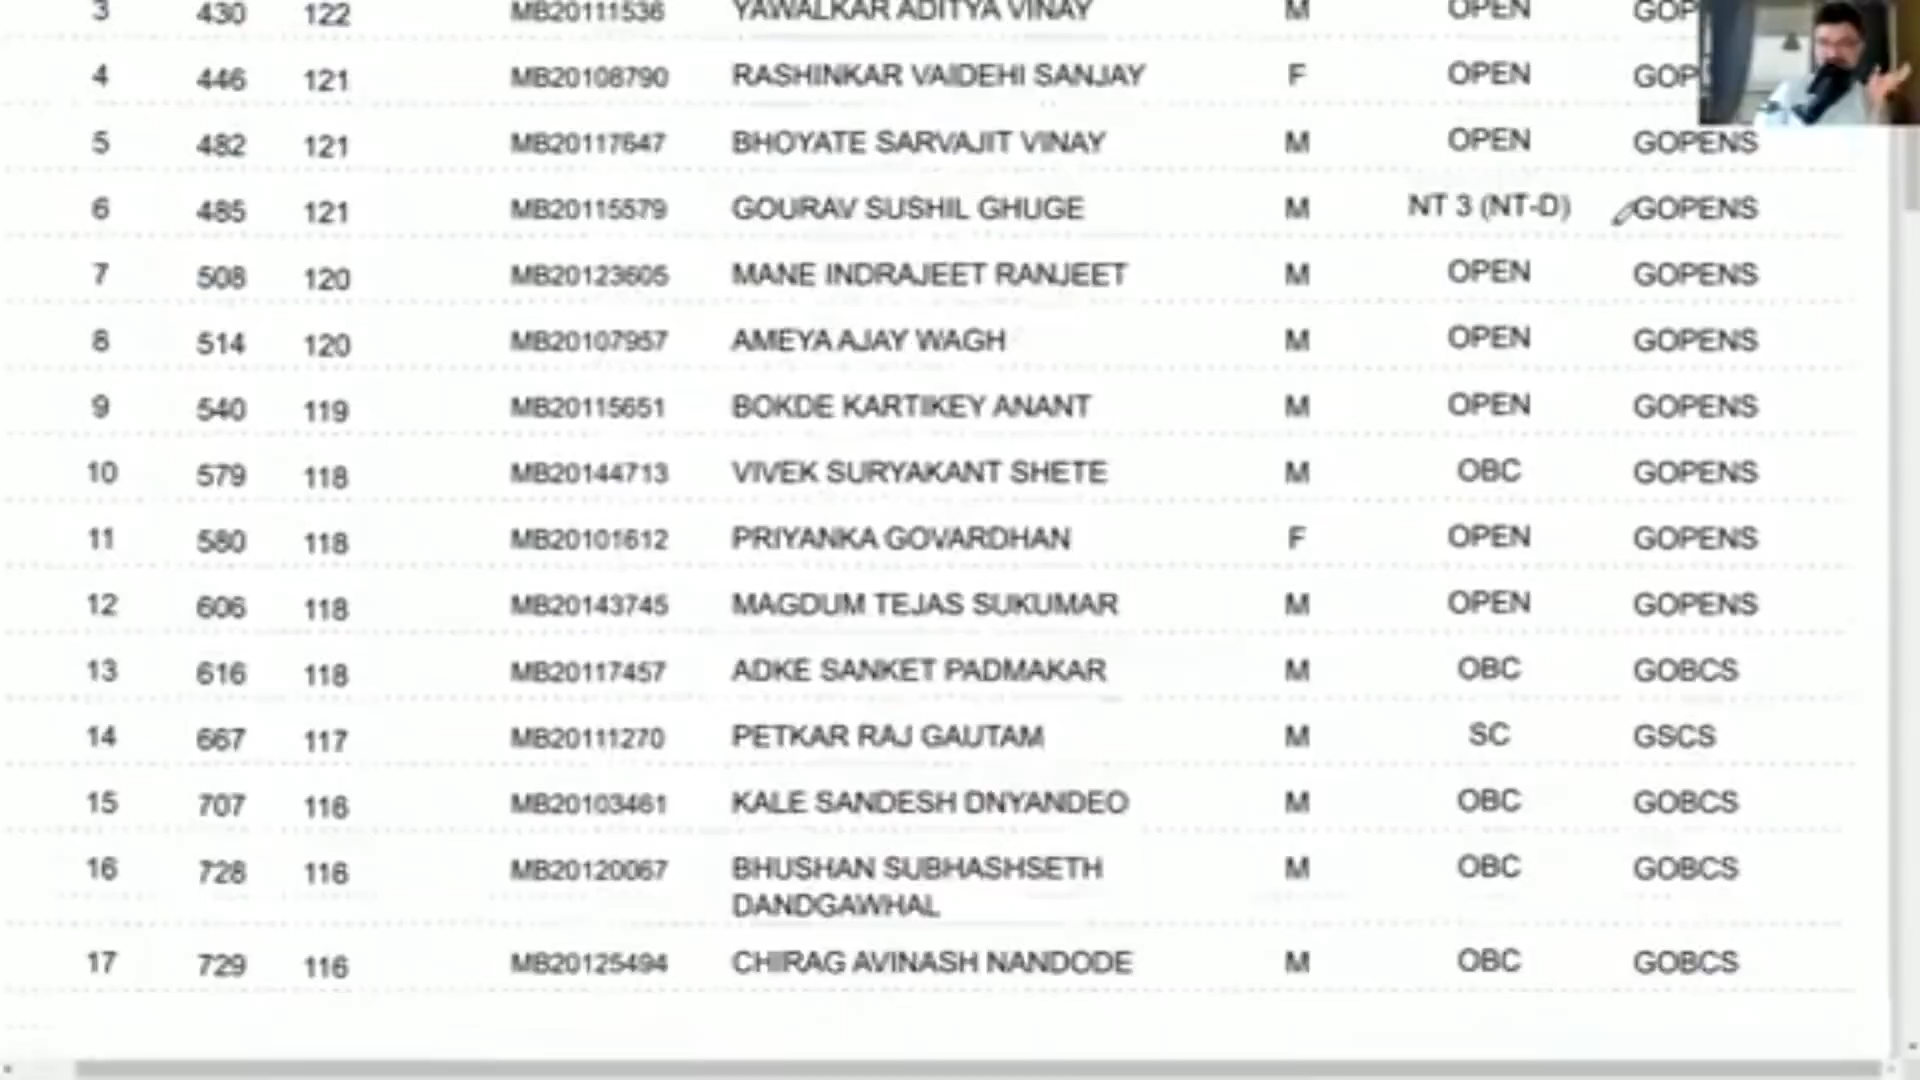 3 430 122 MB20111536 YAWALKAR ADITYA VINAY M OPEN GOP
4 446 121 MB20108790 RASHINKAR VAIDEHI SANJAY F OPEN GOP
5 482 121 MB20117647 BHOYATE SARVAJIT VINAY M OPEN GOPENS
6 485 121 MB20115579 GOURAV SUSHIL GHUGE M NT 3 (NT-D) GOPENS
7 508 120 MB20123605 MANE INDRAJEET RANJEET M OPEN GOPENS
8 514 120 MB20107957 AMEYA AJAY WAGH M OPEN GOPENS
9 540 119 MB20115651 BOKDE KARTIKEY ANANT M OPEN GOPENS
10 579 118 MB20144713 VIVEK SURYAKANT SHETE M OBC GOPENS
11 580 118 MB20101612 PRIYANKA GOVARDHAN F OPEN GOPENS
12 606 118 MB20143745 MAGDUM TEJAS SUKUMAR M OPEN GOPENS
13 616 118 MB20117457 ADKE SANKET PADMAKAR M OBC GOBCS
14 667 117 MB20111270 PETKAR RAJ GAUTAM M SC GSCS
15 707 116 MB20103461 KALE SANDESH DNYANDEO M OBC GOBCS
16 728 116 MB20120067 BHUSHAN SUBHASHSETH M OBC GOBCS
DANDGAWHAL
17 729 116 MB20125494 CHIRAG AVINASH NANDODE M OBC GOBCS